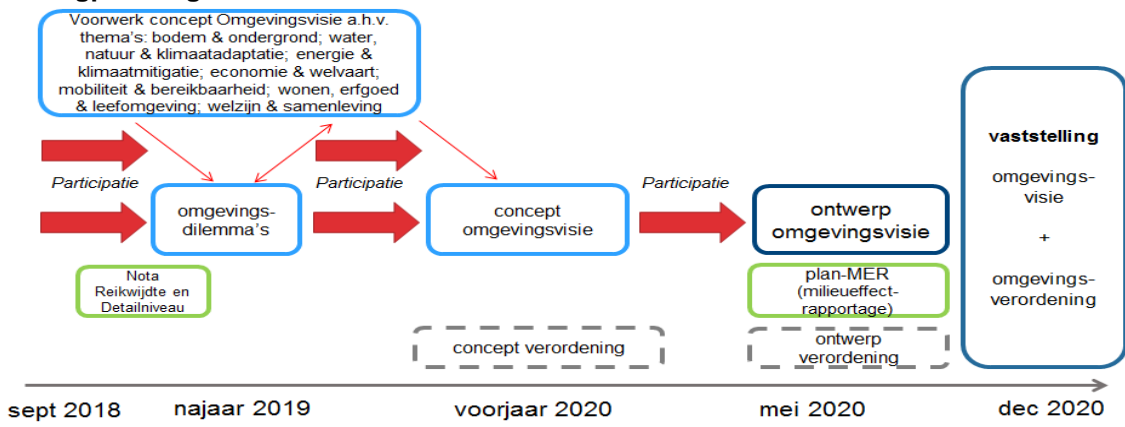 Voorwerk concept Omgevingsvisie a.h.v.
thema's: bodem & ondergrond; water,
natuur & klimaatadaptatie; energie &
klimaatmitigatie; economie & welvaart;
mobiliteit & bereikbaarheid; wonen, erfgoed
& leefomgeving; welzijn & samenleving
Participatie
Participatie
Participatie
omgevings-
dilemma's
concept
omgevingsvisie
ontwerp
omgevingsvisie
vaststelling
omgevings-
visie
+
omgevings-
verordening
Nota
Reikwijdte en
Detailniveau
plan-MER
(milieueffect-
rapportage)
concept verordening
ontwerp
verordening
sept 2018
najaar 2019
voorjaar 2020
mei 2020
dec 2020